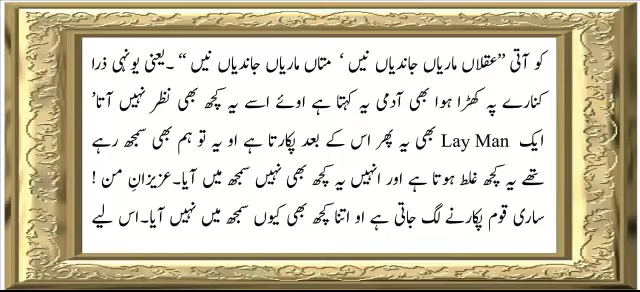 کو آتی ”عقلاں ماریاں جاندیاں نیں ‘ متاں ماریاں جاندیاں نیں “ ۔یعنی یونہی ذرا
کنارے پہ کھڑا ہوا بھی آدمی یہ کہتا ہے اوئے اسے یہ کچھ بھی نظر نہیں آتا’
ایک Lay Man بھی یہ پھر اس کے بعد پکارتا ہے او یہ تو ہم بھی سمجھ رہے
تھے یہ کچھ غلط ہوتا ہے اور انہیں یہ کچھ بھی نہیں سمجھ میں آیا۔عزیزانِ من !
ساری قوم پکارنے لگ جاتی ہے او اتنا کچھ بھی کیوں سمجھ میں نہیں آیا۔اس لیے